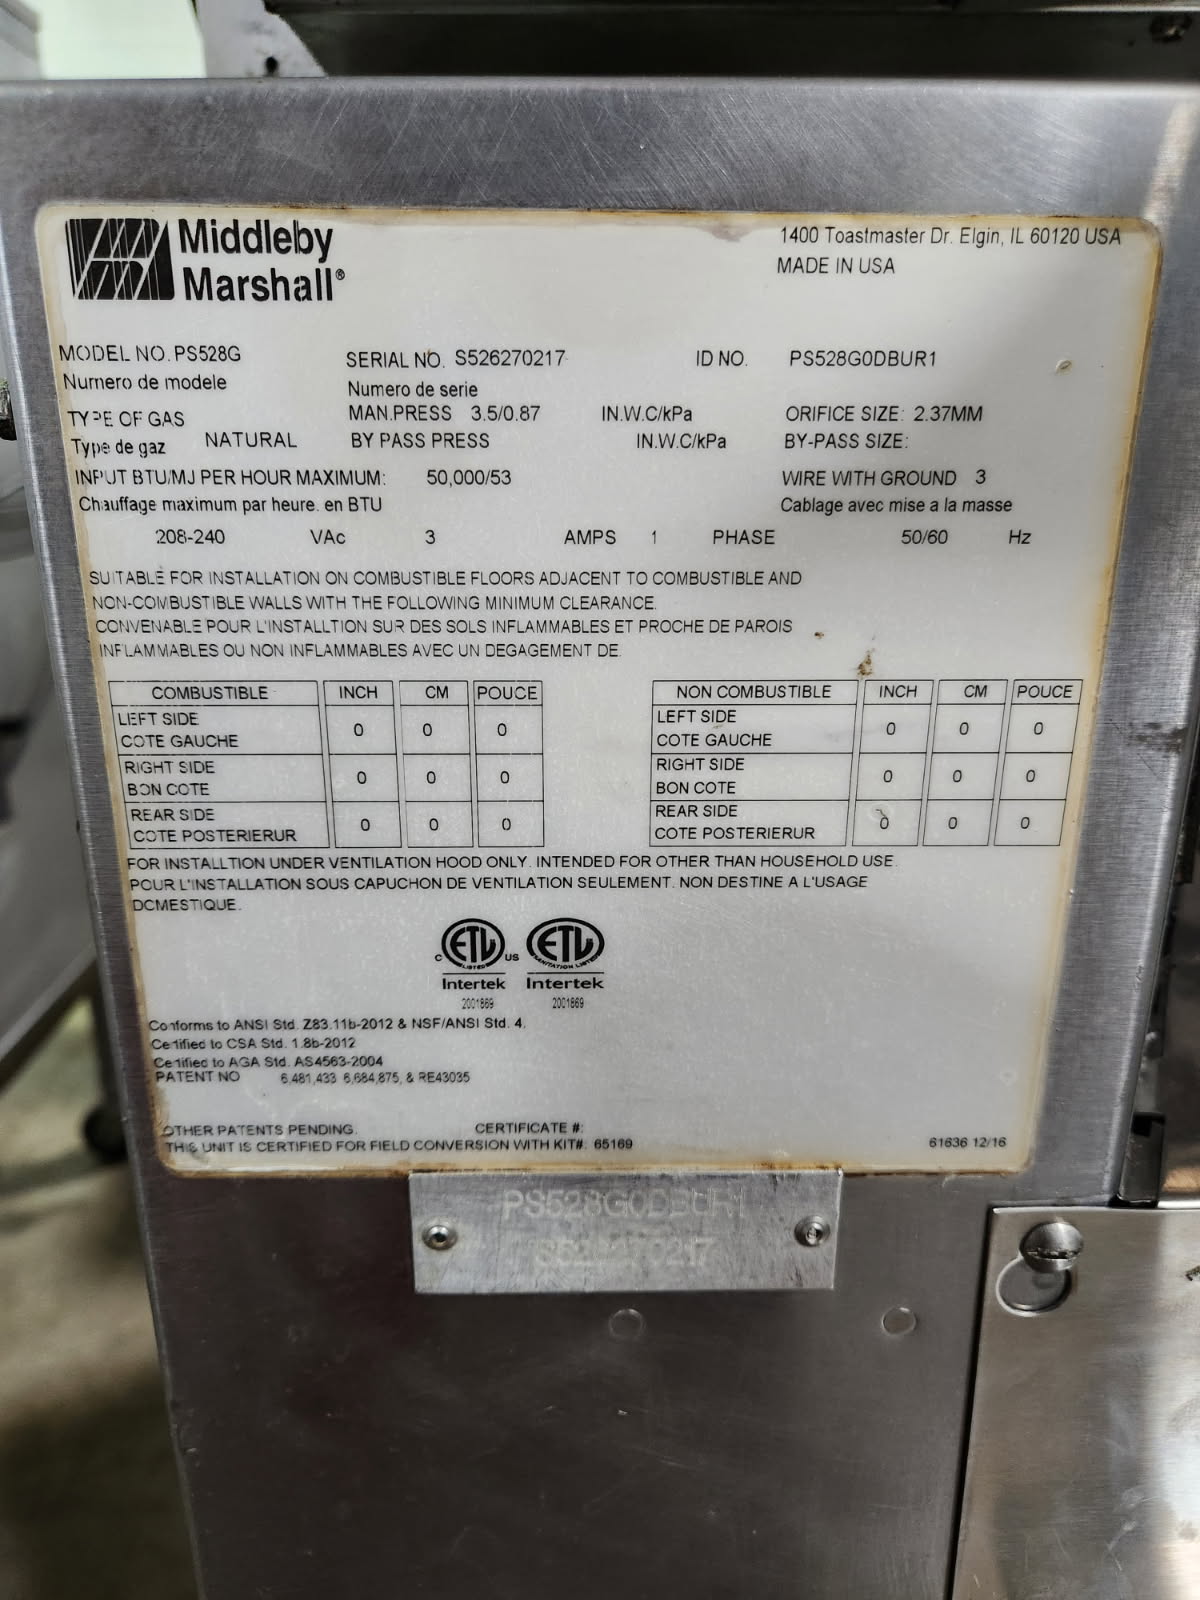 Middleby
Marshall®
1400 Toastmaster Dr. Elgin, IL 60120 USA
MADE IN USA
MODEL NO. PS528G SERIAL NO. S526270217 ID NO. PS528G0DBUR1
Numero de modele Numero de serie
TYPE OF GAS MAN.PRESS 3.5/0.87 IN.W.C/kPa ORIFICE SIZE: 2.37MM
Type de gaz NATURAL BY PASS PRESS IN.W.C/kPa BY-PASS SIZE:
INPUT BTU/MJ PER HOUR MAXIMUM: 50,000/53 WIRE WITH GROUND 3
Chauffage maximum par heure. en BTU Cablage avec mise a la masse
208-240 VAc 3 AMPS 1 PHASE 50/60 Hz
SUITABLE FOR INSTALLATION ON COMBUSTIBLE FLOORS ADJACENT TO COMBUSTIBLE AND
NON-COMBUSTIBLE WALLS WITH THE FOLLOWING MINIMUM CLEARANCE.
CONVENABLE POUR L'INSTALLTION SUR DES SOLS INFLAMMABLES ET PROCHE DE PAROIS
INFLAMMABLES OU NON INFLAMMABLES AVEC UN DEGAGEMENT DE.
COMBUSTIBLE INCH CM POUCE
LEFT SIDE
COTE GAUCHE 0 0 0
RIGHT SIDE
BON COTE 0 0 0
REAR SIDE
COTE POSTERIERUR 0 0 0
NON COMBUSTIBLE INCH CM POUCE
LEFT SIDE
COTE GAUCHE 0 0 0
RIGHT SIDE
BON COTE 0 0 0
REAR SIDE
COTE POSTERIERUR 0 0 0
FOR INSTALLTION UNDER VENTILATION HOOD ONLY. INTENDED FOR OTHER THAN HOUSEHOLD USE.
POUR L'INSTALLATION SOUS CAPUCHON DE VENTILATION SEULEMENT. NON DESTINE A L'USAGE
DOMESTIQUE.
C ETL US ETL
LISTED SANITATION LISTED
Intertek Intertek
2001869 2001869
Conforms to ANSI Std. Z83.11b-2012 & NSF/ANSI Std. 4.
Certified to CSA Std. 1.8b-2012
Certified to AGA Std. AS4563-2004
PATENT NO 6,481,433 6,684,875, & RE43035
OTHER PATENTS PENDING. CERTIFICATE #:
THIS UNIT IS CERTIFIED FOR FIELD CONVERSION WITH KIT#: 65169
61636 12/16
PS528G0DBUR1
S526270217